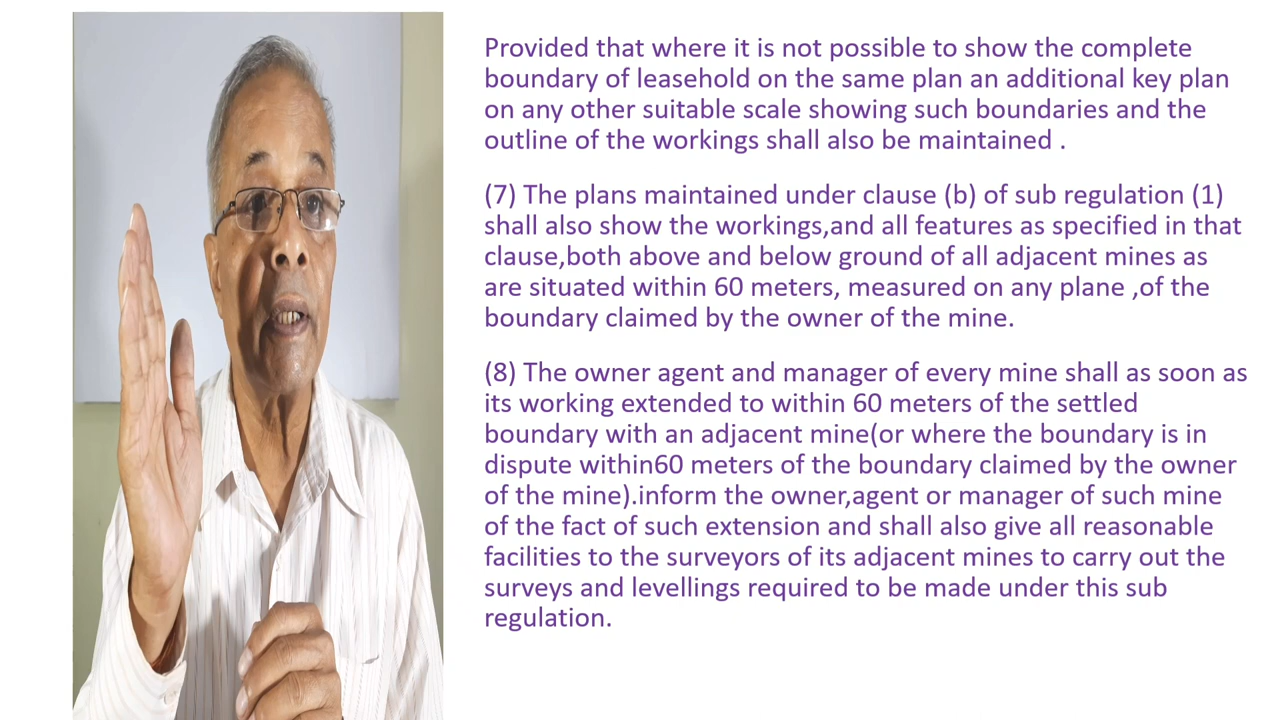 Provided that where it is not possible to show the complete
boundary of leasehold on the same plan an additional key plan
on any other suitable scale showing such boundaries and the
outline of the workings shall also be maintained .
(7) The plans maintained under clause (b) of sub regulation (1)
shall also show the workings,and all features as specified in that
clause,both above and below ground of all adjacent mines as
are situated within 60 meters, measured on any plane ,of the
boundary claimed by the owner of the mine.
(8) The owner agent and manager of every mine shall as soon as
its working extended to within 60 meters of the settled
boundary with an adjacent mine(or where the boundary is in
dispute within60 meters of the boundary claimed by the owner
of the mine).inform the owner,agent or manager of such mine
of the fact of such extension and shall also give all reasonable
facilities to the surveyors of its adjacent mines to carry out the
surveys and levellings required to be made under this sub
regulation.